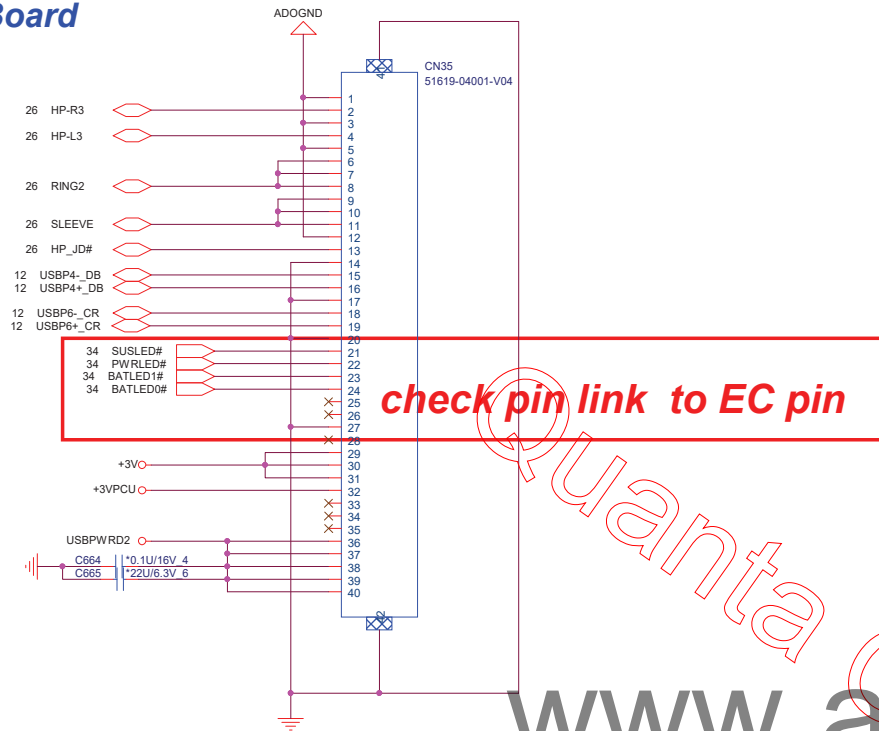 Board
ADOGND
41
CN35
51619-04001-V04
1
26 HP-R3 2
3
26 HP-L3 4
5
6
7
26 RING2 8
9
10
26 SLEEVE 11
12
26 HP_JD# 13
14
12 USBP4-_DB 15
12 USBP4+_DB 16
17
12 USBP6-_CR 18
12 USBP6+_CR 19
20
34 SUSLED# 21
34 PWRLED# 22
34 BATLED1# 23
34 BATLED0# 24
check pin link to EC pin
25
26
27
28
29
+3V 30
31
+3VPCU 32
33
34
35
USBPWRD2 36
37
C664 *0.1U/16V_4 38
C665 *22U/6.3V_6 39
40
42
Quanta
www.a